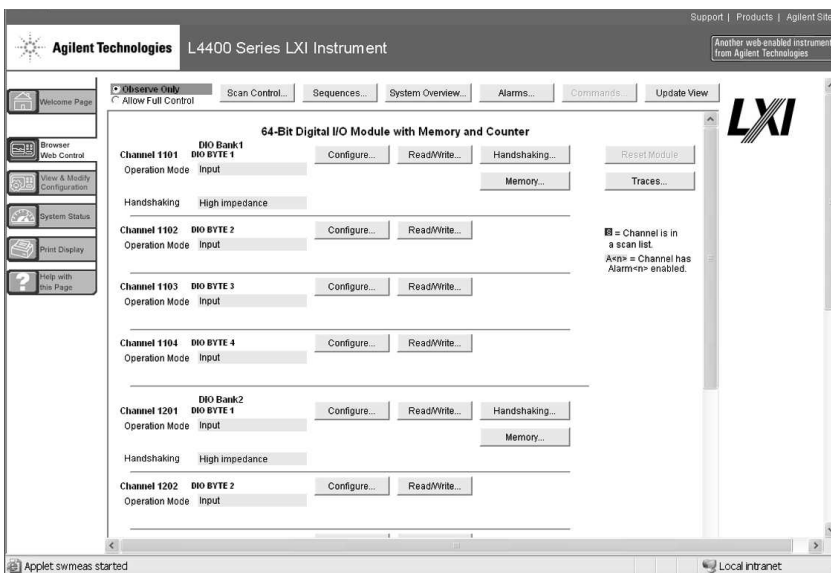 Support | Products | Agilent Site
Agilent Technologies
L4400 Series LXI Instrument
Another web-enabled instrument
from Agilent Technologies
Welcome Page
Browser
Web Control
View & Modify
Configuration
System Status
Print Display
Help with
this Page
Observe Only
Allow Full Control
Scan Control...
Sequences...
System Overview...
Alarms...
Commands...
Update View
LXI
64-Bit Digital I/O Module with Memory and Counter
DIO Bank1
Channel 1101 DIO BYTE 1 Configure... Read/Write... Handshaking... Reset Module
Operation Mode Input
Memory... Traces...
Handshaking High impedance
Channel 1102 DIO BYTE 2 Configure... Read/Write...
Operation Mode Input
S = Channel is in
a scan list.
A<n> = Channel has
Alarm<n> enabled.
Channel 1103 DIO BYTE 3 Configure... Read/Write...
Operation Mode Input
Channel 1104 DIO BYTE 4 Configure... Read/Write...
Operation Mode Input
DIO Bank2
Channel 1201 DIO BYTE 1 Configure... Read/Write... Handshaking...
Operation Mode Input
Memory...
Handshaking High impedance
Channel 1202 DIO BYTE 2 Configure... Read/Write...
Operation Mode Input
Applet swmeas started
Local intranet